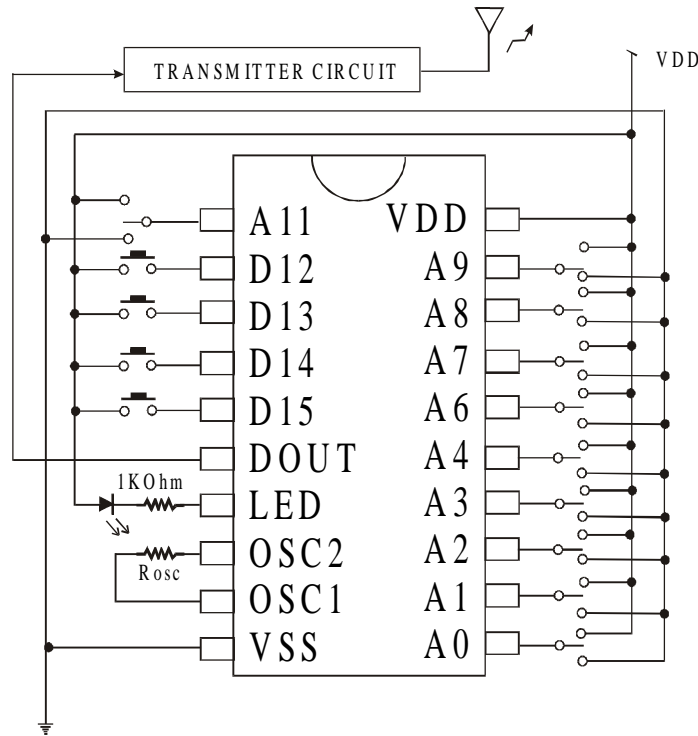 VDD
TRANSMITTER CIRCUIT
A11
VDD
D12
A9
D13
A8
D14
A7
D15
A6
DOUT
A4
1KOhm
LED
A3
OSC2
A2
Rosc
OSC1
A1
VSS
A0